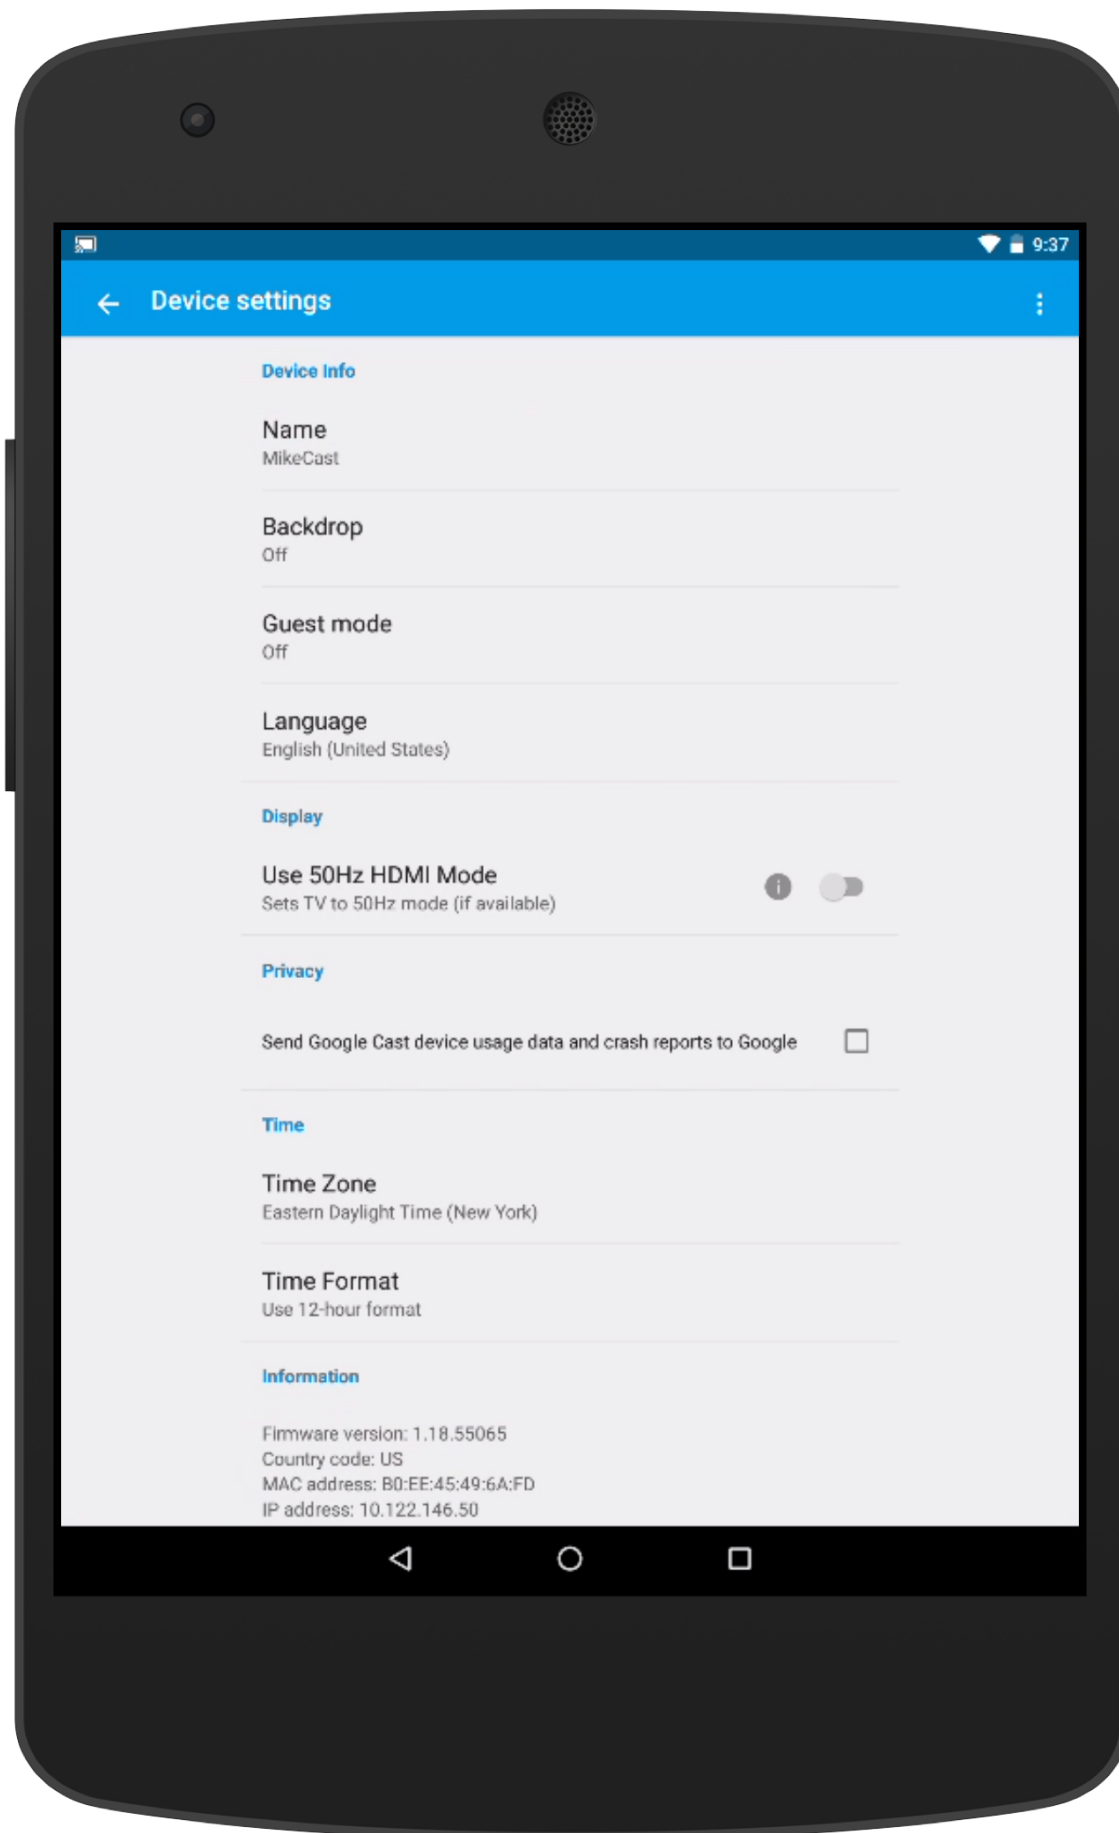 9:37
Device settings
Device Info
Name
MikeCast
Backdrop
Off
Guest mode
Off
Language
English (United States)
Display
Use 50Hz HDMI Mode
Sets TV to 50Hz mode (if available)
Privacy
Send Google Cast device usage data and crash reports to Google
Time
Time Zone
Eastern Daylight Time (New York)
Time Format
Use 12-hour format
Information
Firmware version: 1.18.55065
Country code: US
MAC address: B0:EE:45:49:6A:FD
IP address: 10.122.146.50